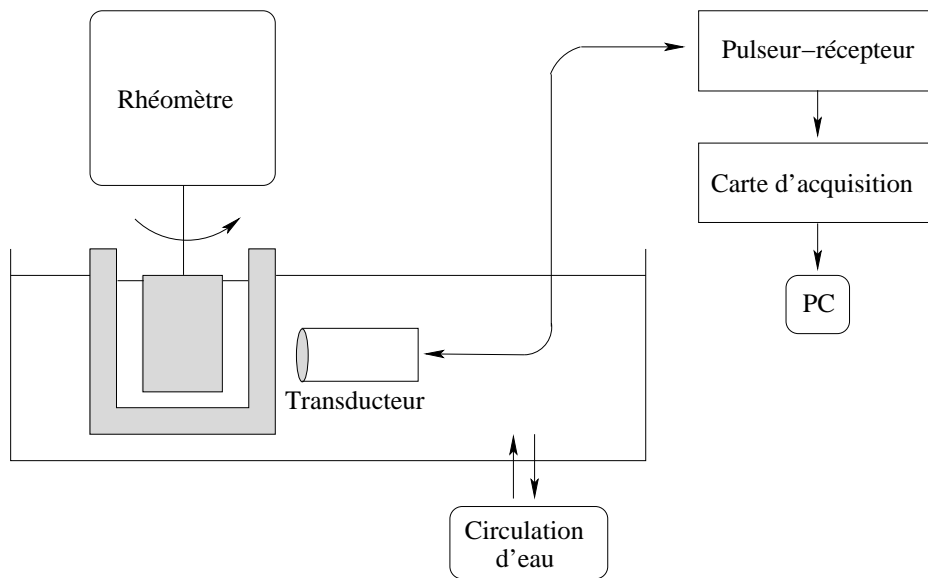 Rhéomètre
Pulseur−récepteur
Carte d'acquisition
PC
Transducteur
Circulation
d'eau